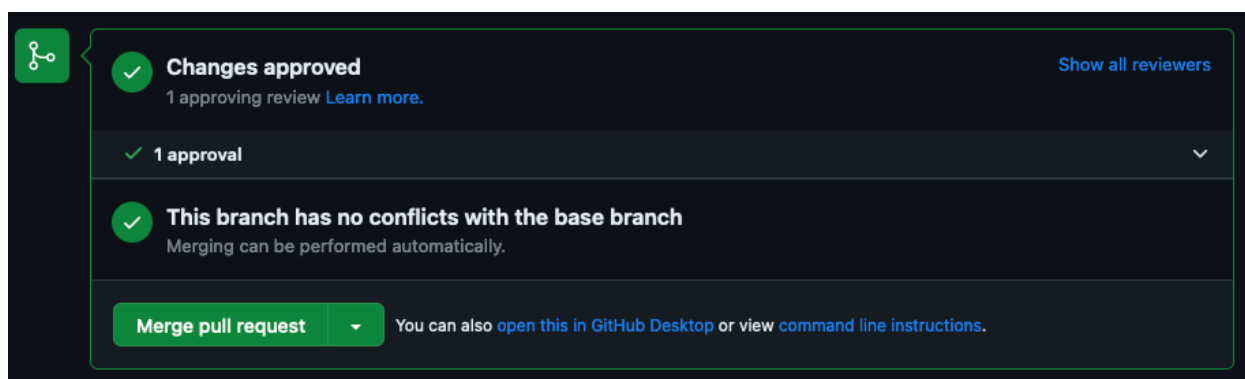 Changes approved
Show all reviewers
1 approving review Learn more.
1 approval
This branch has no conflicts with the base branch
Merging can be performed automatically.
Merge pull request
You can also open this in GitHub Desktop or view command line instructions.